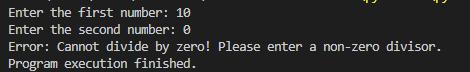 Enter the first number: 10
Enter the second number: 0
Error: Cannot divide by zero! Please enter a non-zero divisor.
Program execution finished.